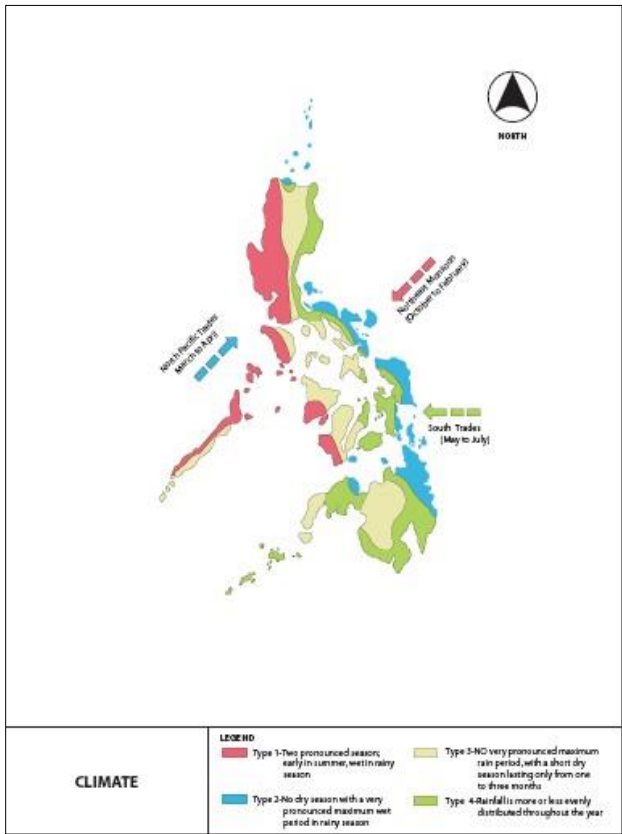 NORTH
Northeast Monsoon
(October to February)
North Pacific Trades
March to April
South Trades
(May to July)
CLIMATE
LEGEND
Type 1-Two pronounced season;
early in summer, wet in rainy
season
Type 2-No dry season with a very
pronounced maximum wet
period in rainy season
Type 3-NO very pronounced maximum
rain period, with a short dry
season lasting only from one
to three months
Type 4-Rainfall is more or less evenly
distributed throughout the year